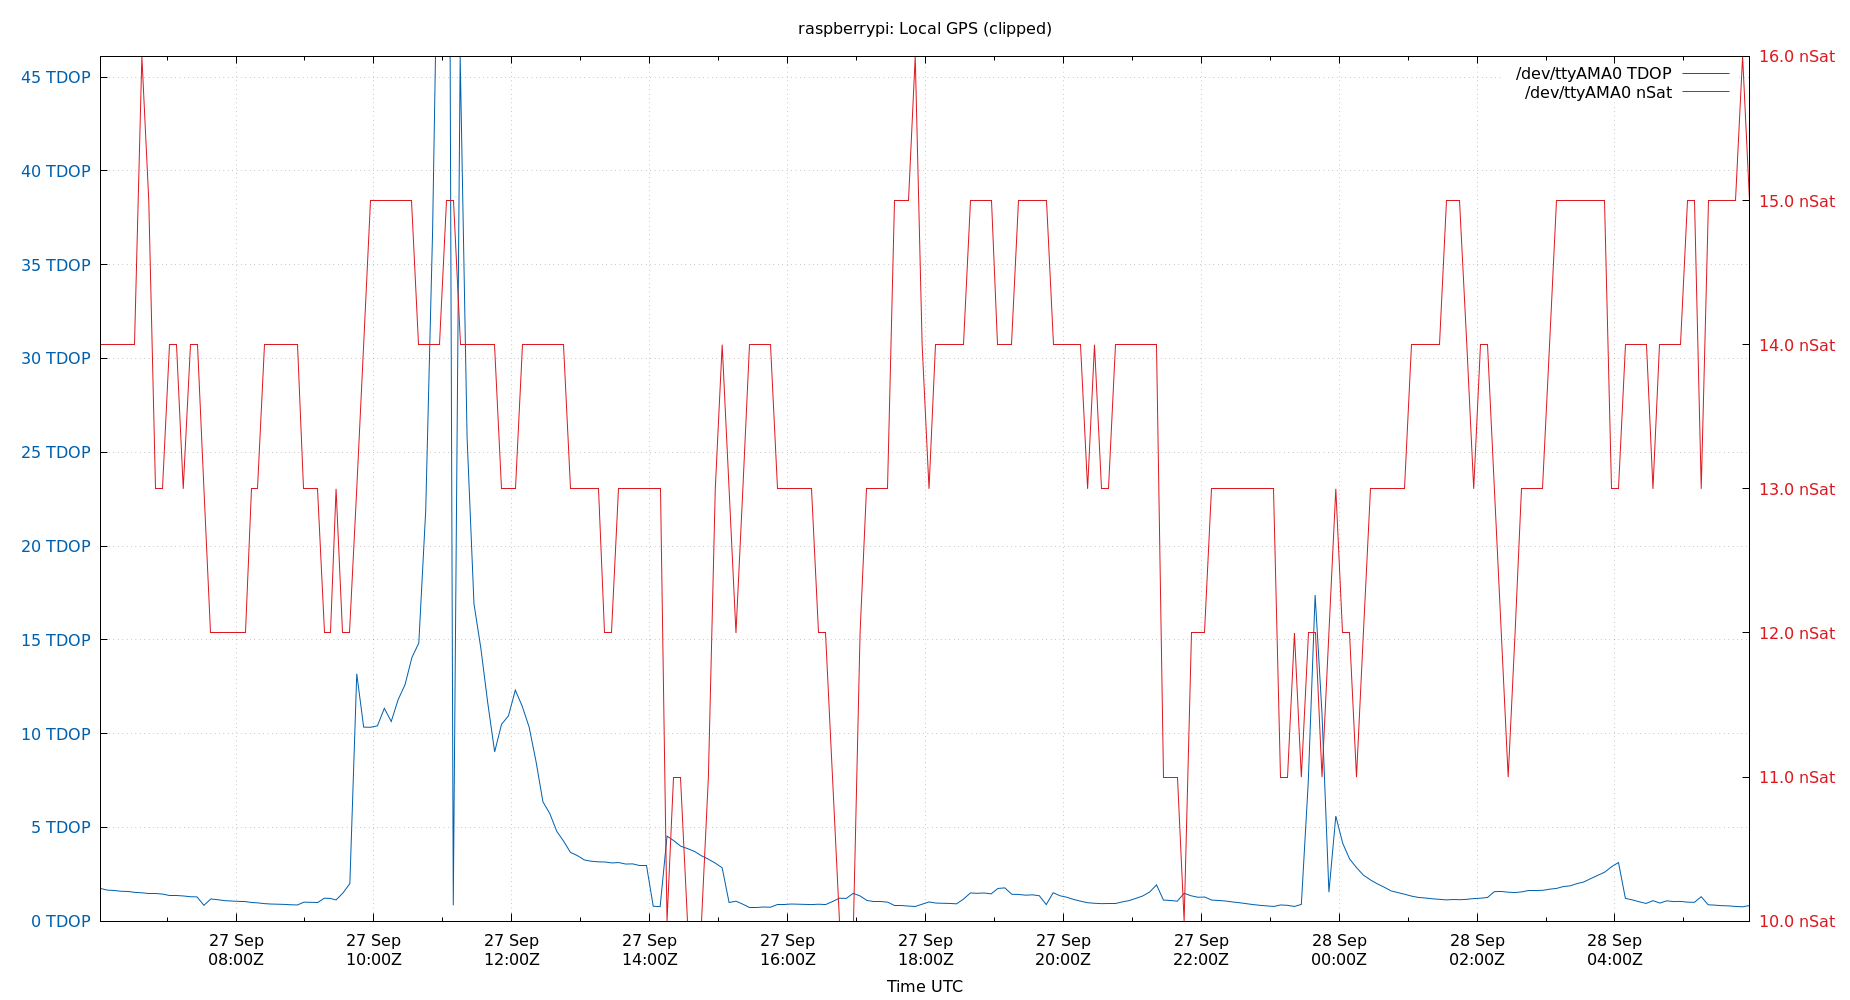 raspberrypi: Local GPS (clipped)
/dev/ttyAMA0 TDOP
/dev/ttyAMA0 nSat
45 TDOP
40 TDOP
35 TDOP
30 TDOP
25 TDOP
20 TDOP
15 TDOP
10 TDOP
5 TDOP
0 TDOP
16.0 nSat
15.0 nSat
14.0 nSat
13.0 nSat
12.0 nSat
11.0 nSat
10.0 nSat
27 Sep
08:00Z
27 Sep
10:00Z
27 Sep
12:00Z
27 Sep
14:00Z
27 Sep
16:00Z
27 Sep
18:00Z
27 Sep
20:00Z
27 Sep
22:00Z
28 Sep
00:00Z
28 Sep
02:00Z
28 Sep
04:00Z
Time UTC